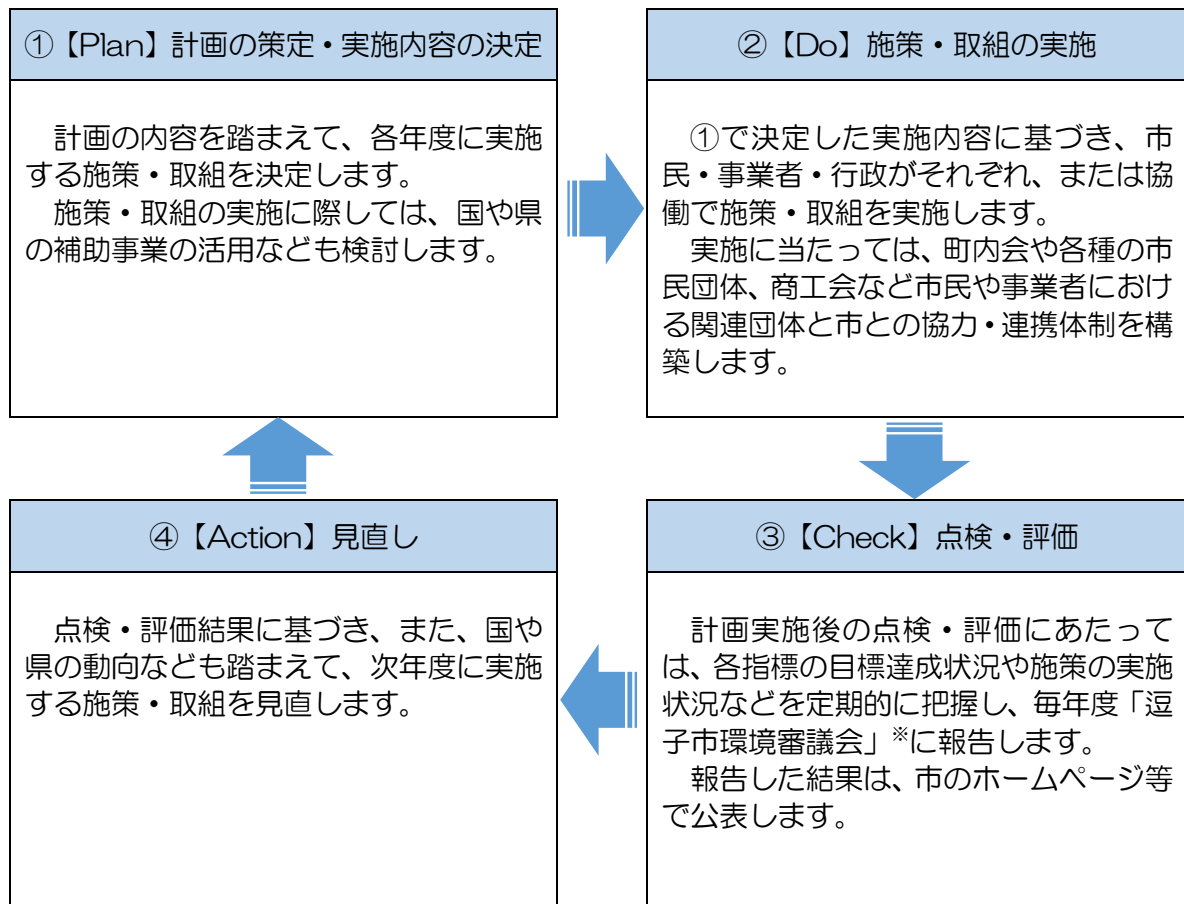 ①【Plan】計画の策定・実施内容の決定
計画の内容を踏まえて、各年度に実施
する施策・取組を決定します。
施策・取組の実施に際しては、国や県
の補助事業の活用なども検討します。
②【Do】施策・取組の実施
①で決定した実施内容に基づき、市
民・事業者・行政がそれぞれ、または協
働で施策・取組を実施します。
実施に当たっては、町内会や各種の市
民団体、商工会など市民や事業者におけ
る関連団体と市との協力・連携体制を構
築します。
③【Check】点検・評価
計画実施後の点検・評価にあたって
は、各指標の目標達成状況や施策の実施
状況などを定期的に把握し、毎年度「逗
子市環境審議会」※に報告します。
報告した結果は、市のホームページ等
で公表します。
④【Action】見直し
点検・評価結果に基づき、また、国や
県の動向なども踏まえて、次年度に実施
する施策・取組を見直します。